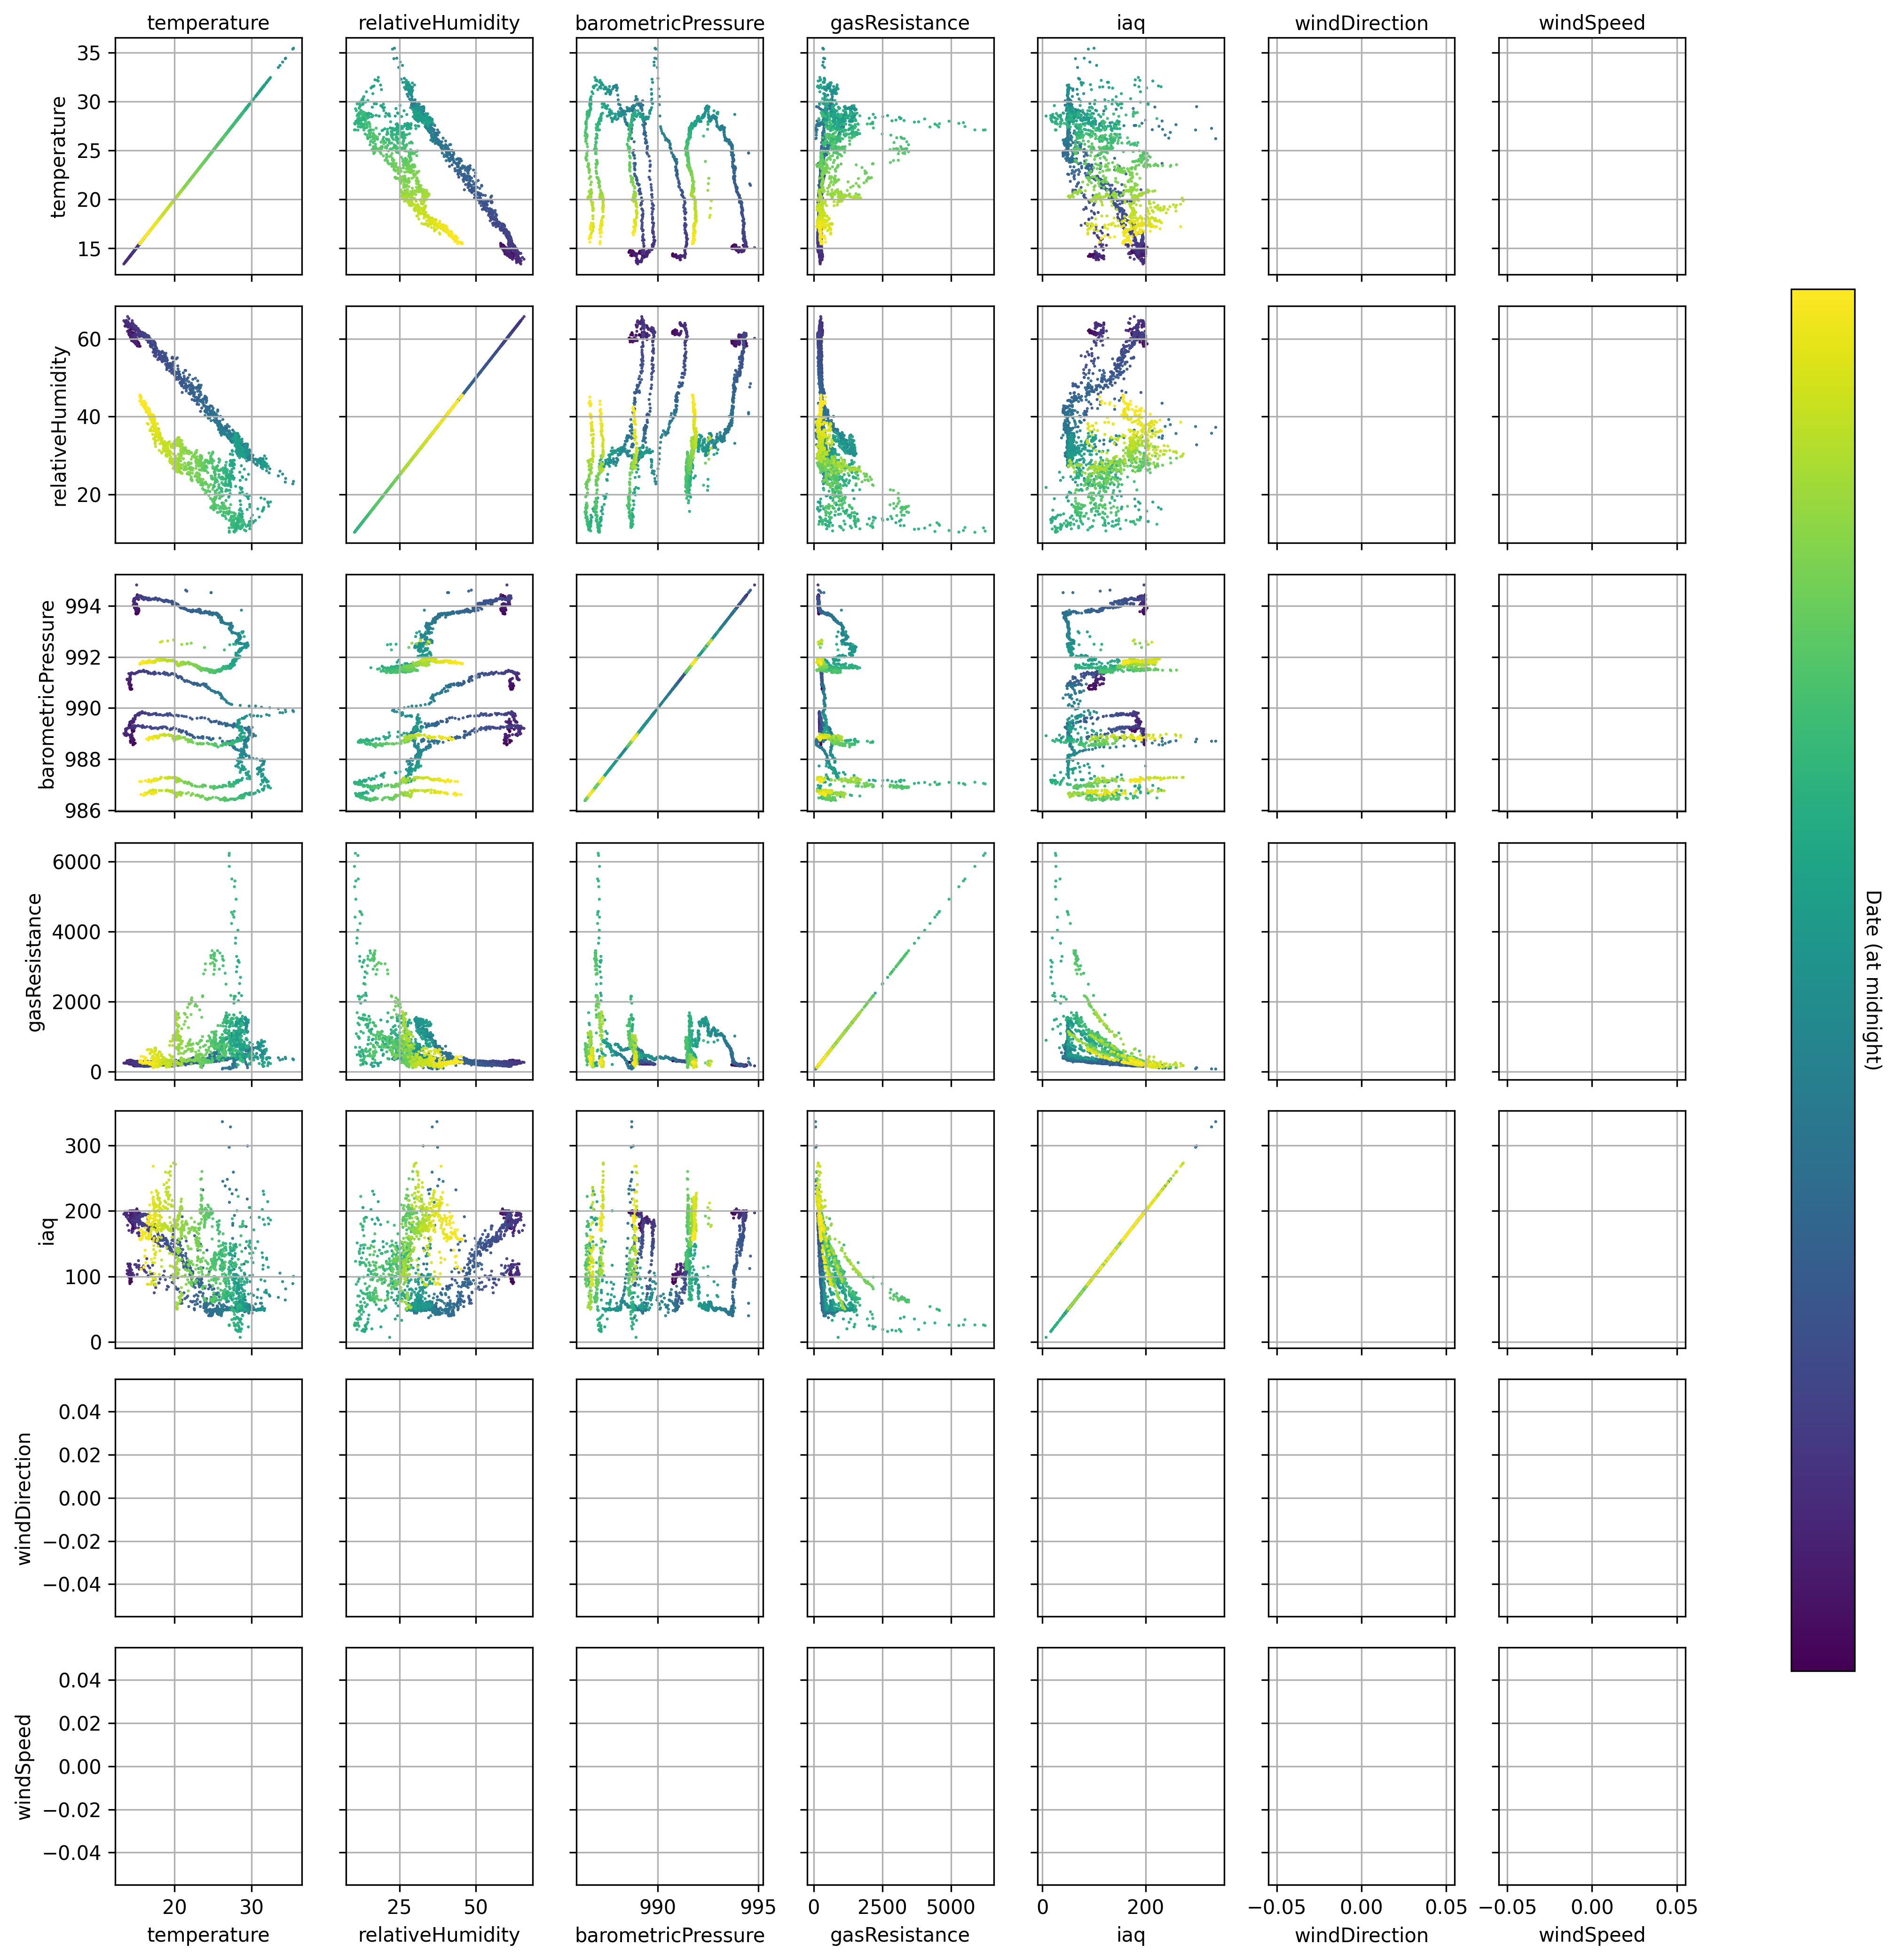 temperature relativeHumidity barometricPressure gasResistance iaq windDirection windSpeed
35
30
25
20
15
temperature
60
40
20
relativeHumidity
994
992
990
988
986
barometricPressure
6000
4000
2000
0
gasResistance
300
200
100
0
iaq
0.04
0.02
0.00
−0.02
−0.04
windDirection
0.04
0.02
0.00
−0.02
−0.04
windSpeed
20 30 25 50 990 995 0 2500 5000 0 200 −0.05 0.00 0.05 −0.05 0.00 0.05
temperature relativeHumidity barometricPressure gasResistance iaq windDirection windSpeed
Date (at midnight)